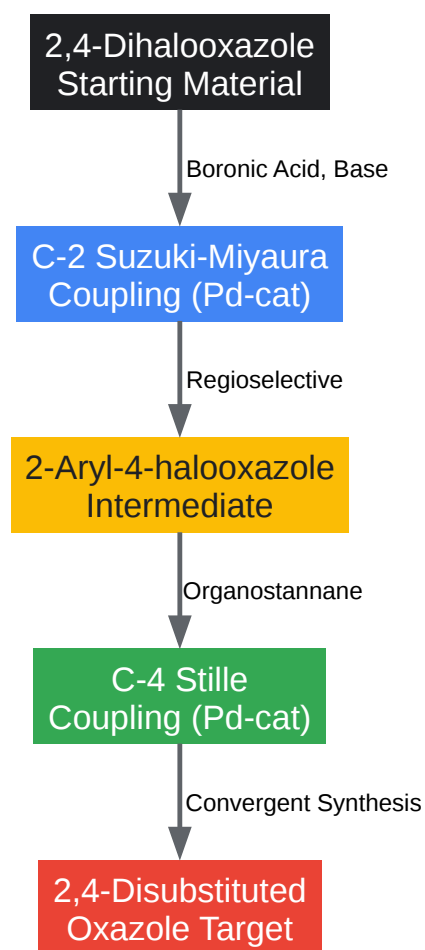 2,4-Dihalooxazole
Starting Material
Boronic Acid, Base
C-2 Suzuki-Miyaura
Coupling (Pd-cat)
Regioselective
2-Aryl-4-halooxazole
Intermediate
Organostannane
C-4 Stille
Coupling (Pd-cat)
Convergent Synthesis
2,4-Disubstituted
Oxazole Target